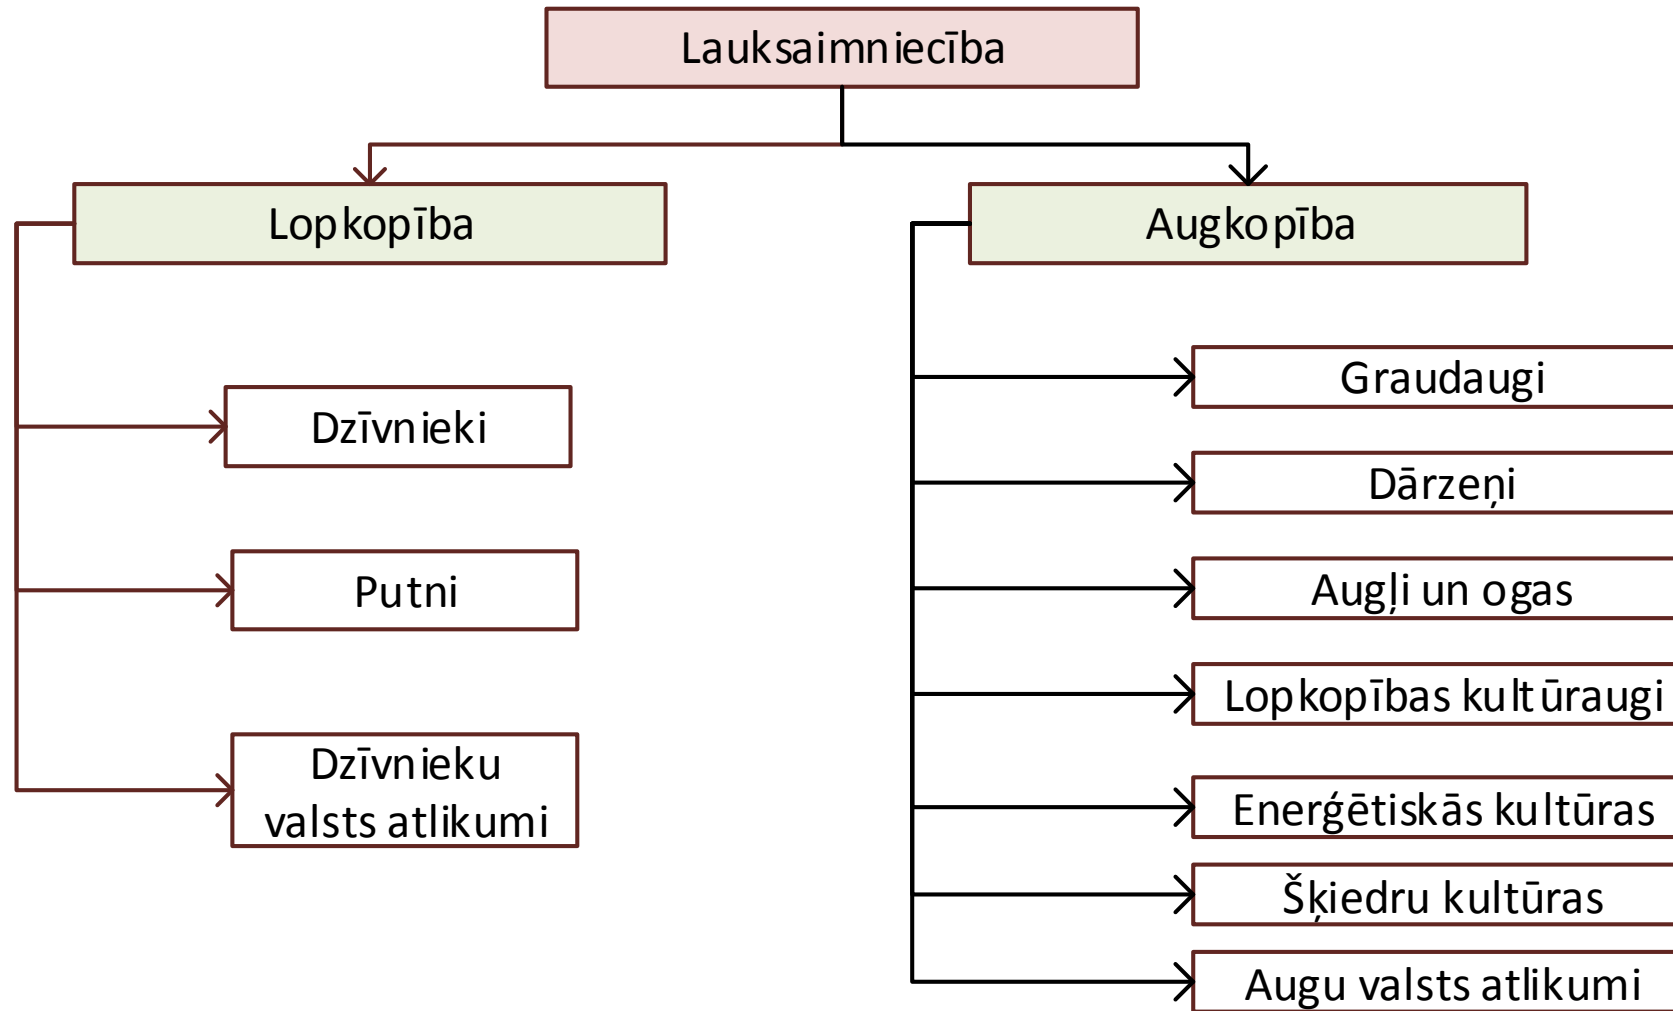 Lauksaimniecība
Lopkopība
Augkopība
Dzīvnieki
Putni
Dzīvnieku
valsts atlikumi
Graudaugi
Dārzeņi
Augļi un ogas
Lopkopības kultūraugi
Enerģētiskās kultūras
Šķiedru kultūras
Augu valsts atlikumi